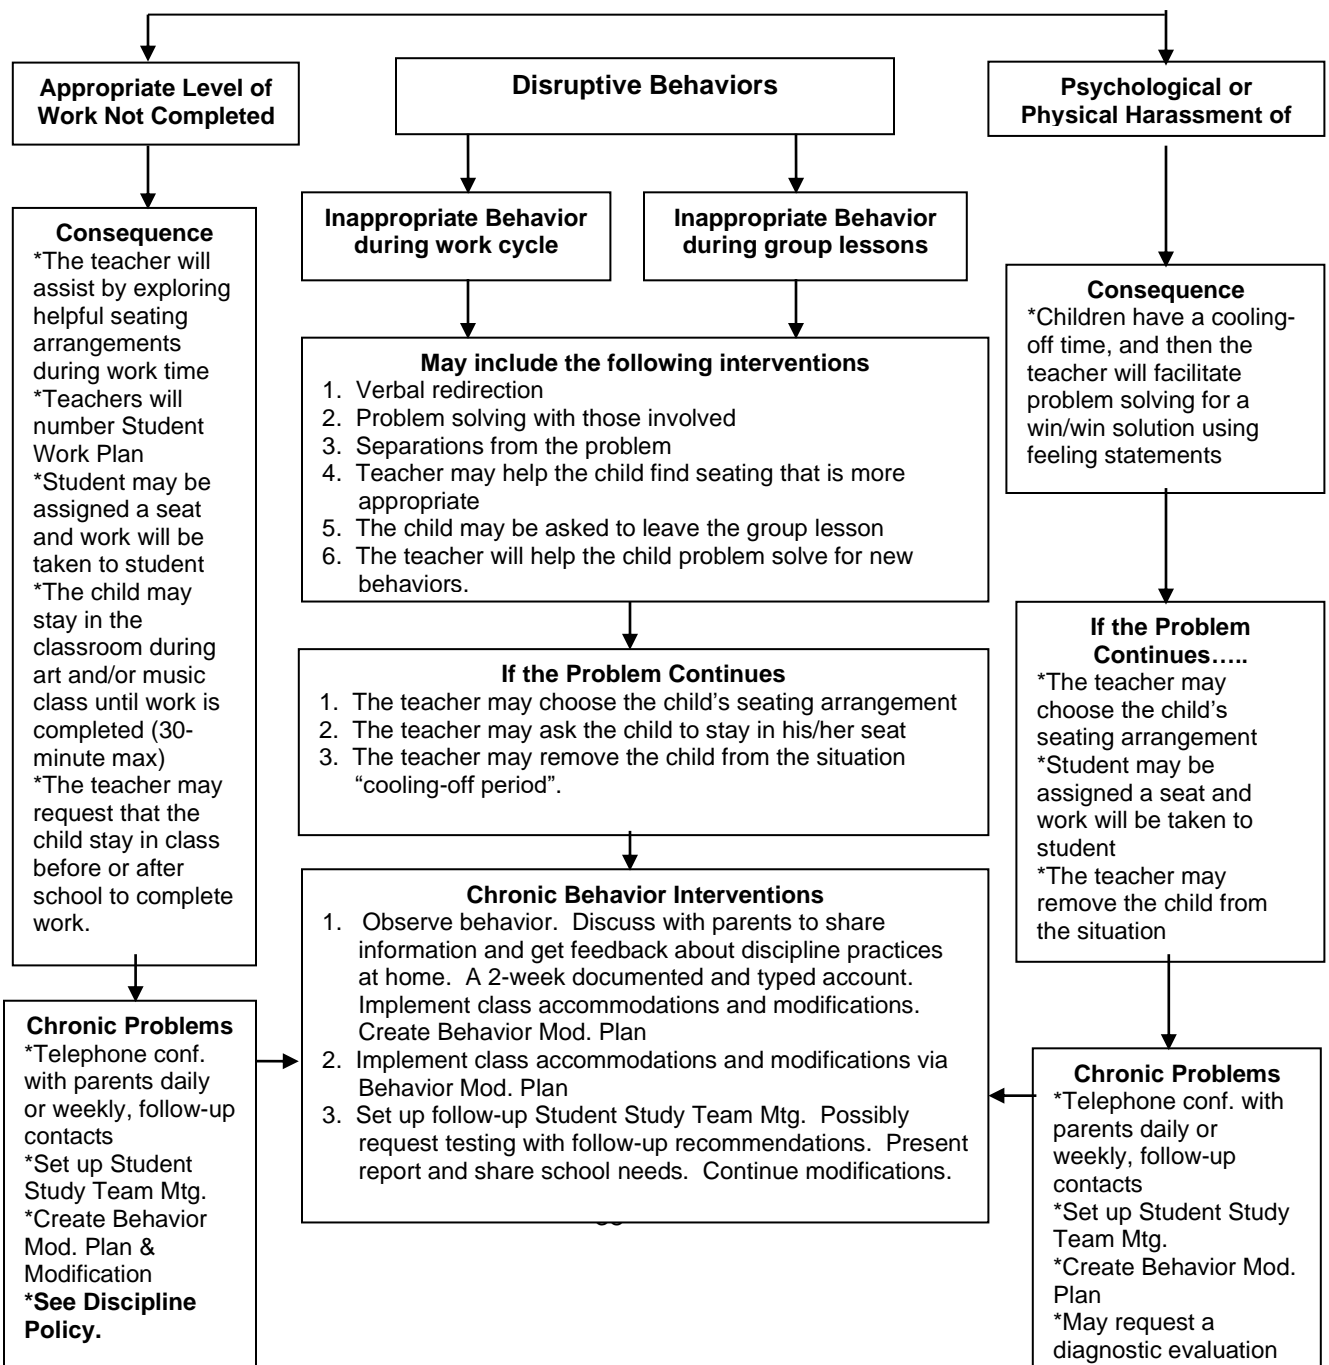 Appropriate Level of
Work Not Completed
Disruptive Behaviors
Psychological or
Physical Harassment of
Inappropriate Behavior
during work cycle
Inappropriate Behavior
during group lessons
Consequence
*The teacher will
assist by exploring
helpful seating
arrangements
during work time
*Teachers will
number Student
Work Plan
*Student may be
assigned a seat
and work will be
taken to student
*The child may
stay in the
classroom during
art and/or music
class until work is
completed (30-
minute max)
*The teacher may
request that the
child stay in class
before or after
school to complete
work.
May include the following interventions
1. Verbal redirection
2. Problem solving with those involved
3. Separations from the problem
4. Teacher may help the child find seating that is more
appropriate
5. The child may be asked to leave the group lesson
6. The teacher will help the child problem solve for new
behaviors.
Consequence
*Children have a cooling-
off time, and then the
teacher will facilitate
problem solving for a
win/win solution using
feeling statements
If the Problem Continues
1. The teacher may choose the child's seating arrangement
2. The teacher may ask the child to stay in his/her seat
3. The teacher may remove the child from the situation
“cooling-off period”.
If the Problem
Continues…..
*The teacher may
choose the child's
seating arrangement
*Student may be
assigned a seat and
work will be taken to
student
*The teacher may
remove the child from
the situation
Chronic Behavior Interventions
1. Observe behavior. Discuss with parents to share
information and get feedback about discipline practices
at home. A 2-week documented and typed account.
Implement class accommodations and modifications.
Create Behavior Mod. Plan
2. Implement class accommodations and modifications via
Behavior Mod. Plan
3. Set up follow-up Student Study Team Mtg. Possibly
request testing with follow-up recommendations. Present
report and share school needs. Continue modifications.
Chronic Problems
*Telephone conf.
with parents daily
or weekly, follow-up
contacts
*Set up Student
Study Team Mtg.
*Create Behavior
Mod. Plan &
Modification
*See Discipline
Policy.
Chronic Problems
*Telephone conf. with
parents daily or
weekly, follow-up
contacts
*Set up Student Study
Team Mtg.
*Create Behavior Mod.
Plan
*May request a
diagnostic evaluation